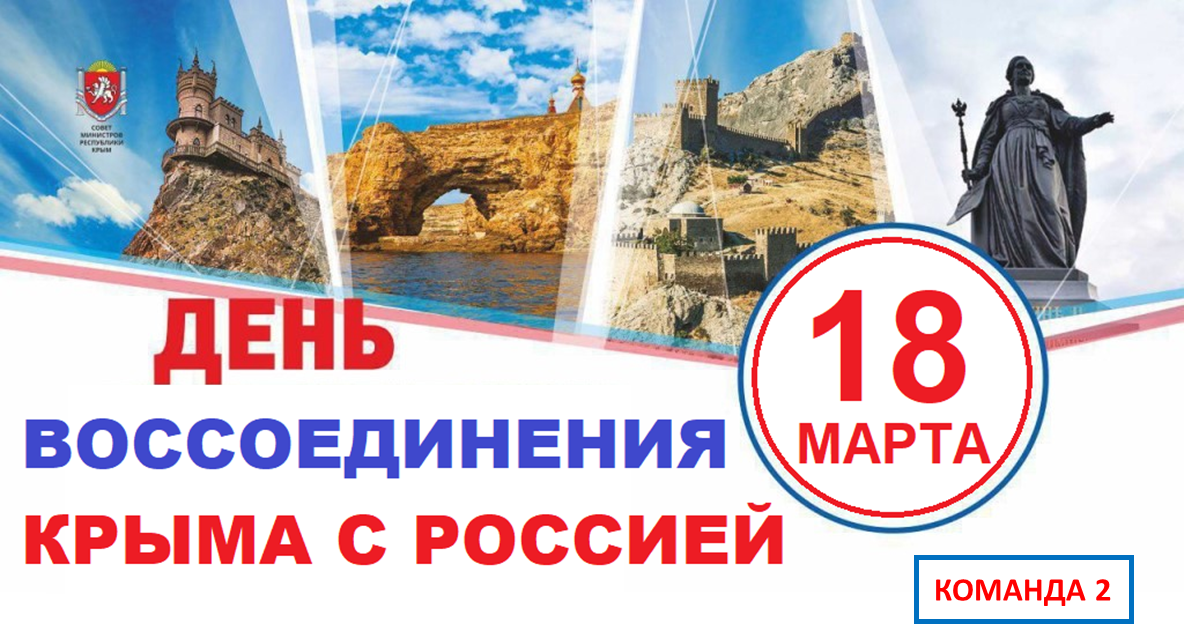 СОВЕТ
МИНИСТРОВ
РЕСПУБЛИКИ
КРЫМ
ДЕНЬ
ВОССОЕДИНЕНИЯ
КРЫМА С РОССИЕЙ
18
МАРТА
КОМАНДА 2